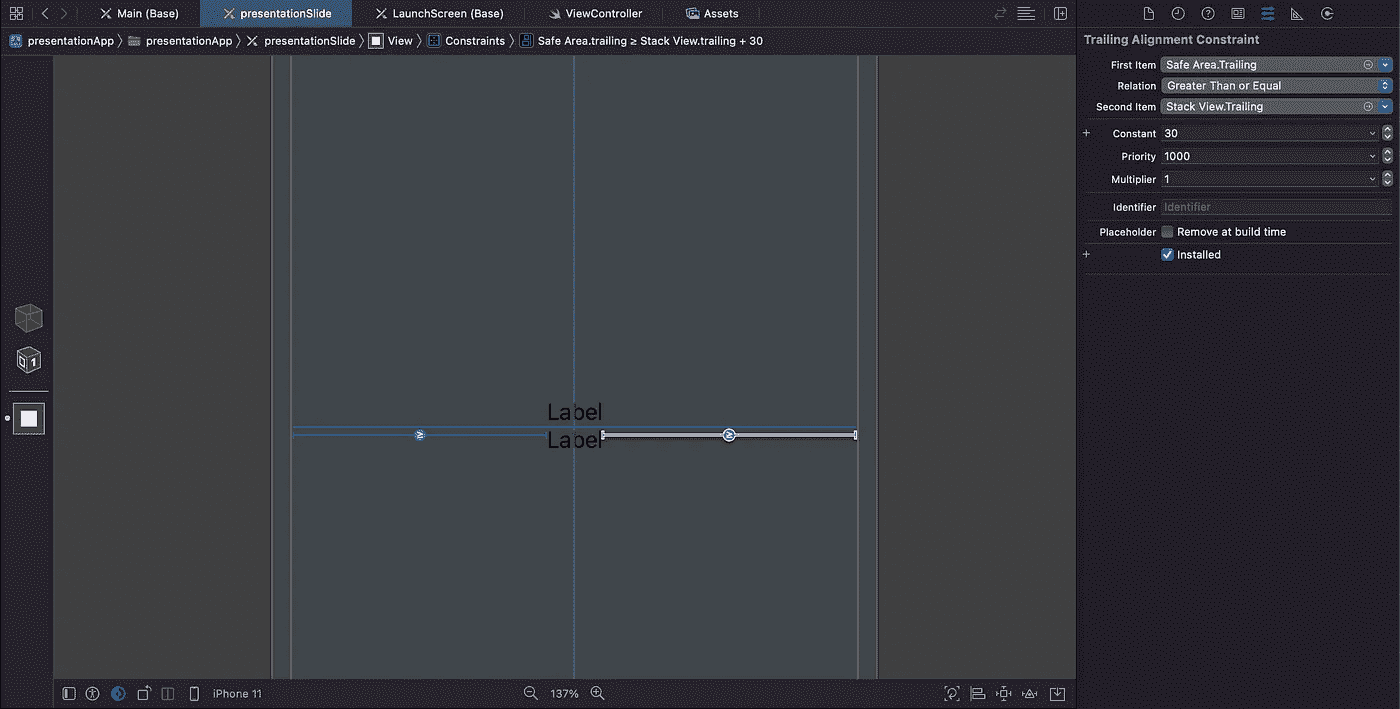 Main (Base) presentationSlide LaunchScreen (Base) ViewController Assets
presentationApp presentationApp presentationSlide View Constraints Safe Area.trailing ≥ Stack View.trailing + 30
Trailing Alignment Constraint
First Item Safe Area.Trailing
Relation Greater Than or Equal
Second Item Stack View.Trailing
Constant 30
Priority 1000
Multiplier 1
Identifier Identifier
Placeholder Remove at build time
Installed
Label
Label
iPhone 11 137%